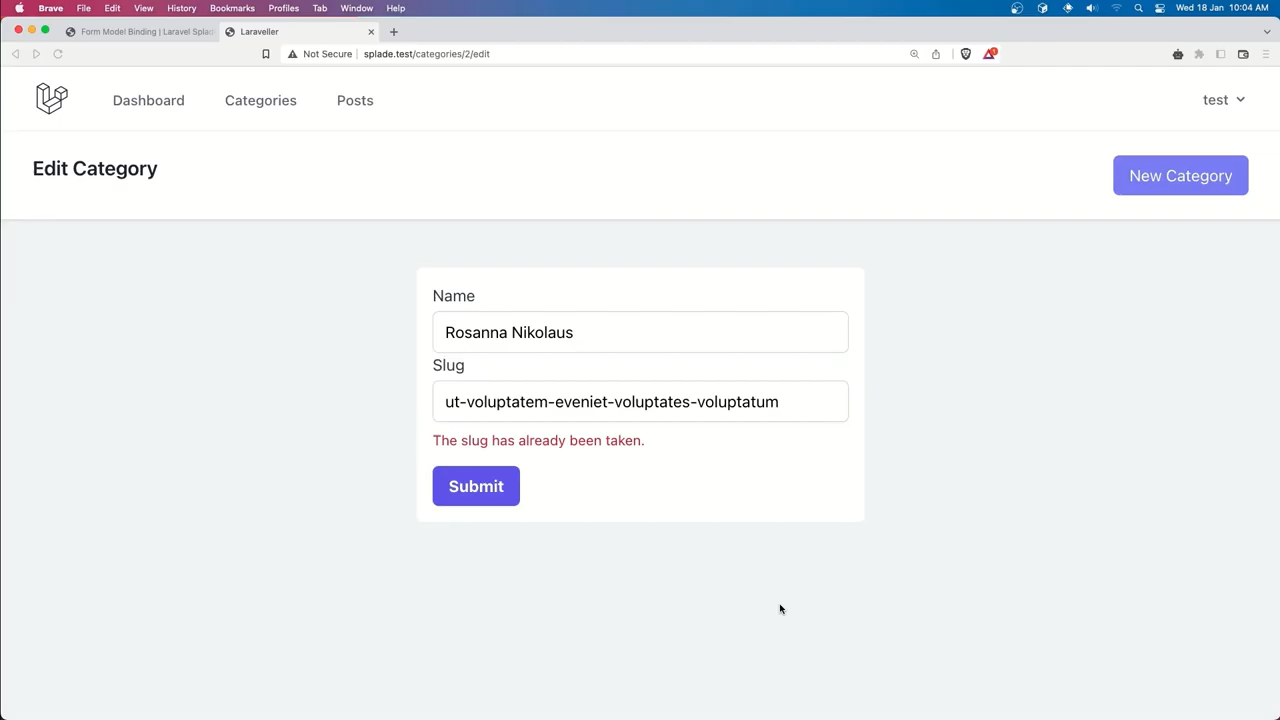 Brave File Edit View History Bookmarks Profiles Tab Window Help Wed 18 Jan 10:04 AM
Form Model Binding | Laravel Splad Laraveller
Not Secure splade.test/categories/2/edit
Dashboard Categories Posts test
Edit Category New Category
Name
Rosanna Nikolaus
Slug
ut-voluptatem-eveniet-voluptates-voluptatum
The slug has already been taken.
Submit